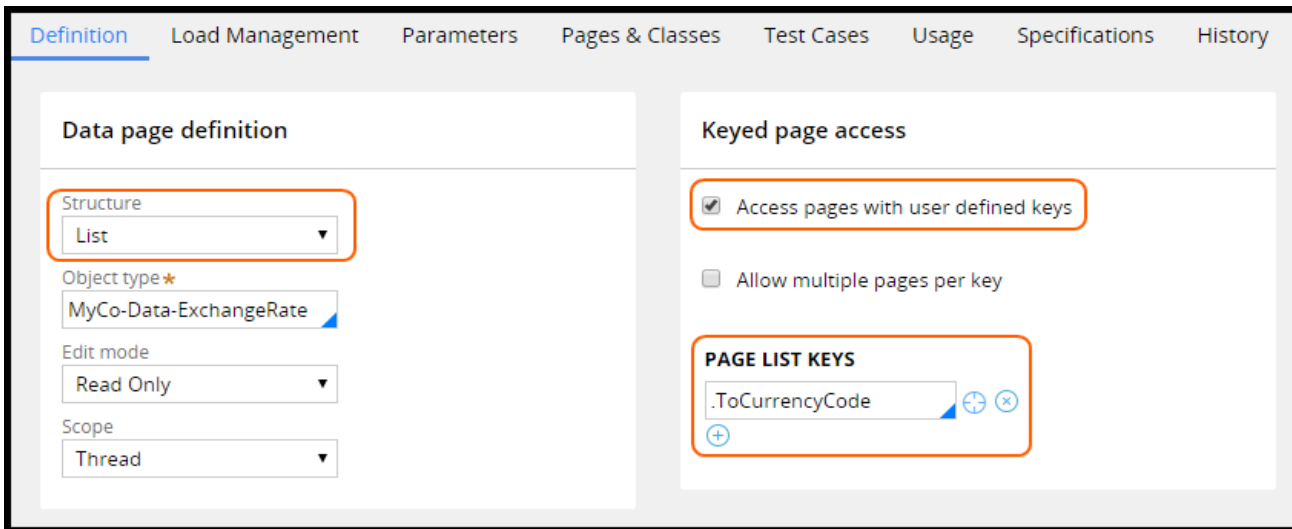 Definition Load Management Parameters Pages & Classes Test Cases Usage Specifications History
Data page definition
Structure
List
Object type★
MyCo-Data-ExchangeRate
Edit mode
Read Only
Scope
Thread
Keyed page access
Access pages with user defined keys
Allow multiple pages per key
PAGE LIST KEYS
.ToCurrencyCode